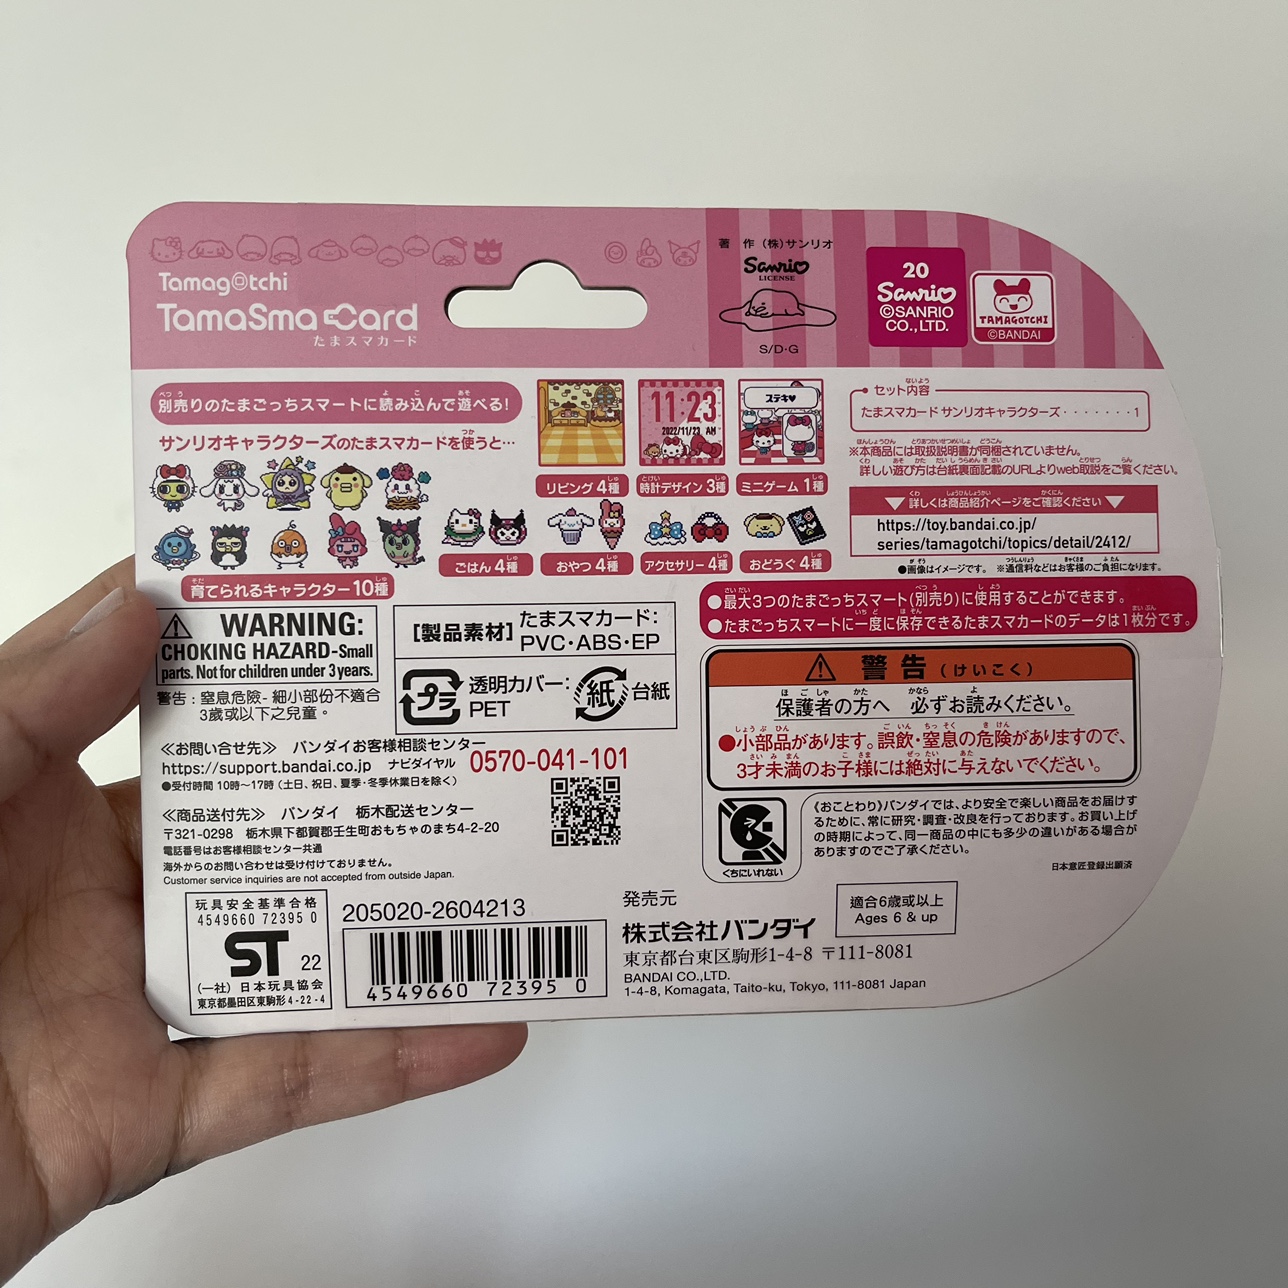 Tamagotchi
TamaSma Card
たまスマカード
著 作 (株)サンリオ
Sanrio
LICENSE
S/D・G
20
Sanrio
©SANRIO
CO.,LTD.
TAMAGOTCHI
©BANDAI
別売りのたまごっちスマートに読み込んで遊べる!
サンリオキャラクターズのたまスマカードを使うと…
育てられるキャラクター10種
11:23
2022/11/23 AM
ステキ♥
リビング 4種
時計デザイン 3種
ミニゲーム 1種
ごはん 4種
おやつ 4種
アクセサリー 4種
おどうぐ 4種
セット内容
たまスマカード サンリオキャラクターズ・・・・・・・1
※本商品には取扱説明書が同梱されていません。
詳しい遊び方は台紙裏面記載のURLよりweb取説をご覧ください。
▼詳しくは商品紹介ページをご確認ください▼
https://toy.bandai.co.jp/
series/tamagotchi/topics/detail/2412/
●画像はイメージです。 ※通信料などはお客様のご負担になります。
●最大3つのたまごっちスマート(別売り)に使用することができます。
●たまごっちスマートに一度に保存できるたまスマカードのデータは1枚分です。
WARNING:
CHOKING HAZARD-Small
parts. Not for children under 3 years.
警告：窒息危險- 細小部份不適合
3歲或以下之兒童。
[製品素材] たまスマカード：
PVC・ABS・EP
プラ 透明カバー：
PET
紙 台紙
警告(けいこく)
保護者の方へ 必ずお読みください。
●小部品があります。誤飲・窒息の危険がありますので、
3才未満のお子様には絶対に与えないでください。
くちにいれない
《おことわり》バンダイでは、より安全で楽しい商品をお届けす
るために、常に研究・調査・改良を行っております。お買い上げ
の時期によって、同一商品の中にも多少の違いがある場合が
ありますのでご了承ください。
日本意匠登録出願済
≪お問い合せ先≫ バンダイお客様相談センター
https://support.bandai.co.jp ナビダイヤル 0570-041-101
●受付時間 10時～17時 (土日、祝日、夏季・冬季休業日を除く)
≪商品送付先≫ バンダイ 栃木配送センター
〒321-0298 栃木県下都賀郡壬生町おもちゃのまち4-2-20
電話番号はお客様相談センター共通
海外からのお問い合わせは受け付けておりません。
Customer service inquiries are not accepted from outside Japan.
玩具安全基準合格
4549660 72395 0
ST 22
(一社) 日本玩具協会
東京都墨田区東駒形4-22-4
205020-2604213
4549660 72395 0
発売元
株式会社バンダイ
東京都台東区駒形1-4-8 〒111-8081
BANDAI CO.,LTD.
1-4-8, Komagata, Taito-ku, Tokyo, 111-8081 Japan
適合6歳或以上
Ages 6 & up